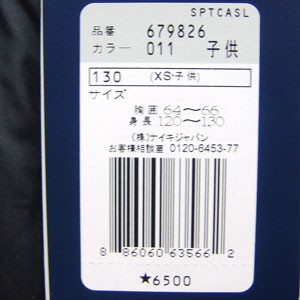 SPTCASL
品番 679826
カラー 011 子供
130 (XS・子供)
サイズ
胸囲 64～66
身長 120～130
(株)ナイキジャパン
お客様相談室 0120-6453-77
8 86060 63566 2
★6500